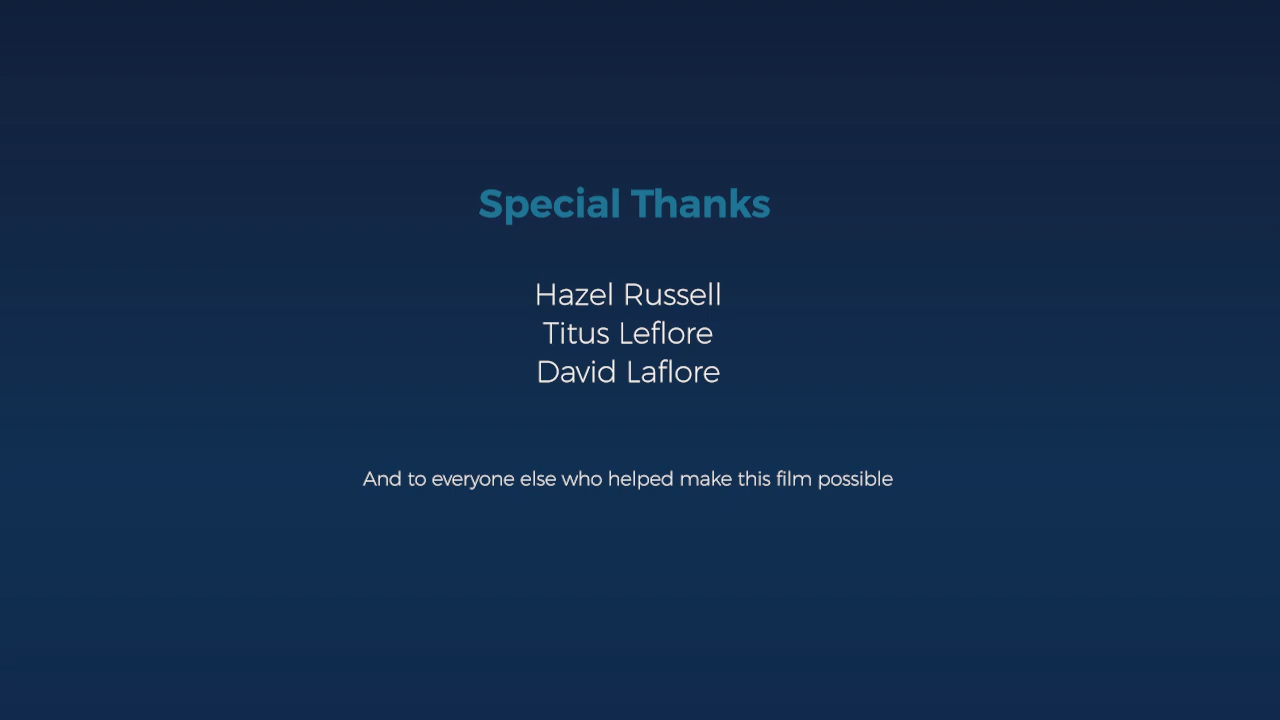 Special Thanks
Hazel Russell
Titus Leflore
David Laflore
And to everyone else who helped make this film possible